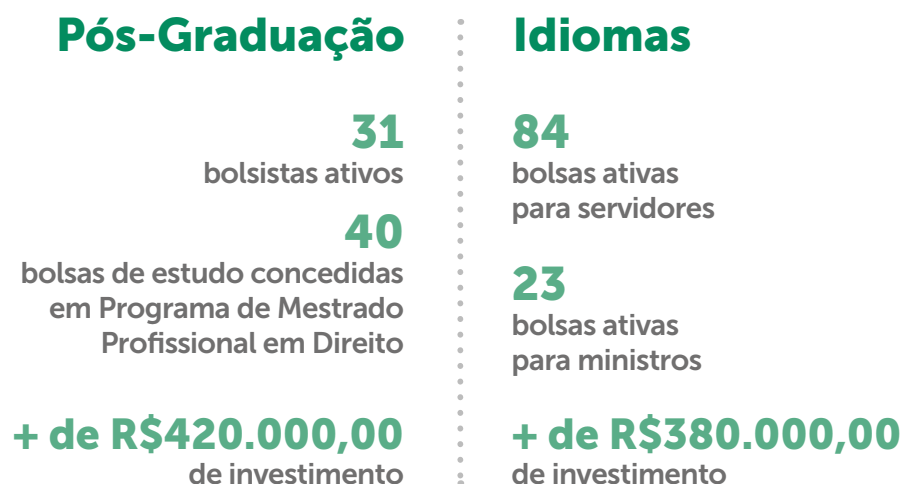 Pós-Graduação
31
bolsistas ativos
40
bolsas de estudo concedidas
em Programa de Mestrado
Profissional em Direito
+ de R$420.000,00
de investimento
Idiomas
84
bolsas ativas
para servidores
23
bolsas ativas
para ministros
+ de R$380.000,00
de investimento